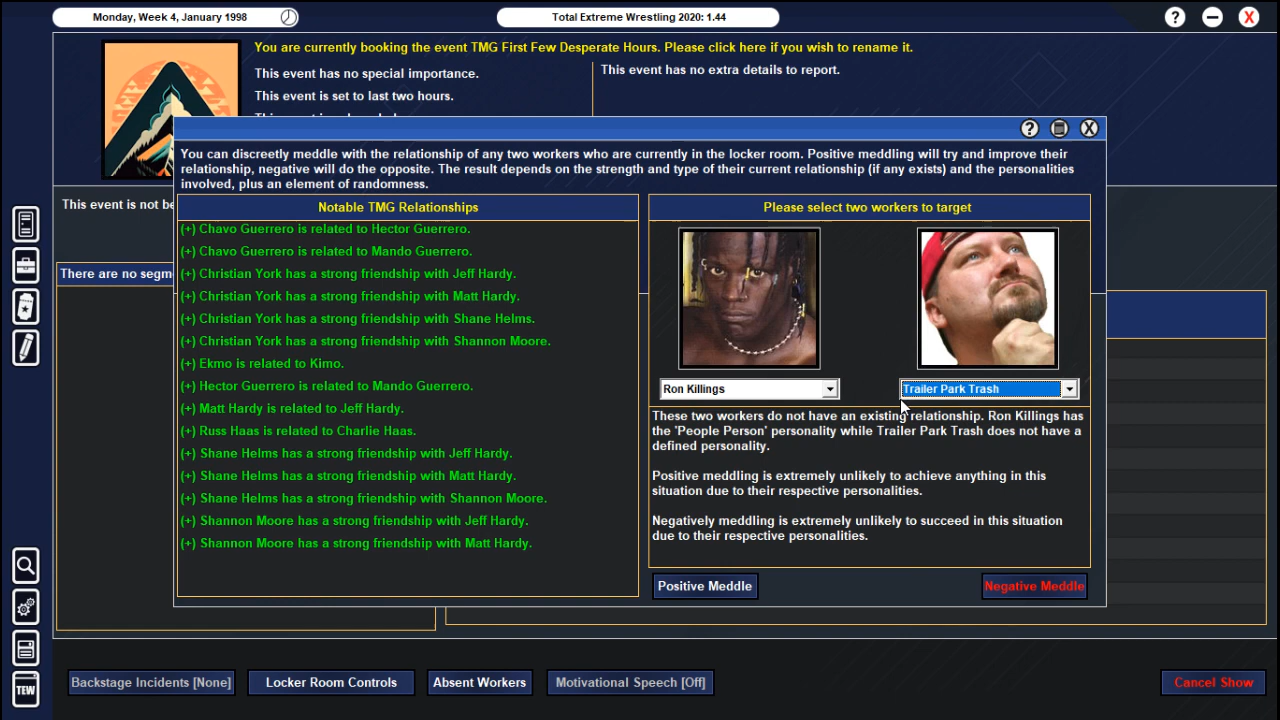 Monday, Week 4, January 1998
Total Extreme Wrestling 2020: 1.44
?
X
You are currently booking the event TMG First Few Desperate Hours. Please click here if you wish to rename it.
This event has no special importance.
This event has no extra details to report.
This event is set to last two hours.
? X
You can discreetly meddle with the relationship of any two workers who are currently in the locker room. Positive meddling will try and improve their
relationship, negative will do the opposite. The result depends on the strength and type of their current relationship (if any exists) and the personalities
involved, plus an element of randomness.
This event is not be
Notable TMG Relationships
Please select two workers to target
(+) Chavo Guerrero is related to Hector Guerrero.
(+) Chavo Guerrero is related to Mando Guerrero.
(+) Christian York has a strong friendship with Jeff Hardy.
(+) Christian York has a strong friendship with Matt Hardy.
(+) Christian York has a strong friendship with Shane Helms.
(+) Christian York has a strong friendship with Shannon Moore.
(+) Ekmo is related to Kimo.
(+) Hector Guerrero is related to Mando Guerrero.
(+) Matt Hardy is related to Jeff Hardy.
(+) Russ Haas is related to Charlie Haas.
(+) Shane Helms has a strong friendship with Jeff Hardy.
(+) Shane Helms has a strong friendship with Matt Hardy.
(+) Shane Helms has a strong friendship with Shannon Moore.
(+) Shannon Moore has a strong friendship with Jeff Hardy.
(+) Shannon Moore has a strong friendship with Matt Hardy.
There are no segm
Ron Killings
Trailer Park Trash
These two workers do not have an existing relationship. Ron Killings has
the 'People Person' personality while Trailer Park Trash does not have a
defined personality.
Positive meddling is extremely unlikely to achieve anything in this
situation due to their respective personalities.
Negatively meddling is extremely unlikely to succeed in this situation
due to their respective personalities.
Positive Meddle
Negative Meddle
TEW
Backstage Incidents [None]
Locker Room Controls
Absent Workers
Motivational Speech [Off]
Cancel Show